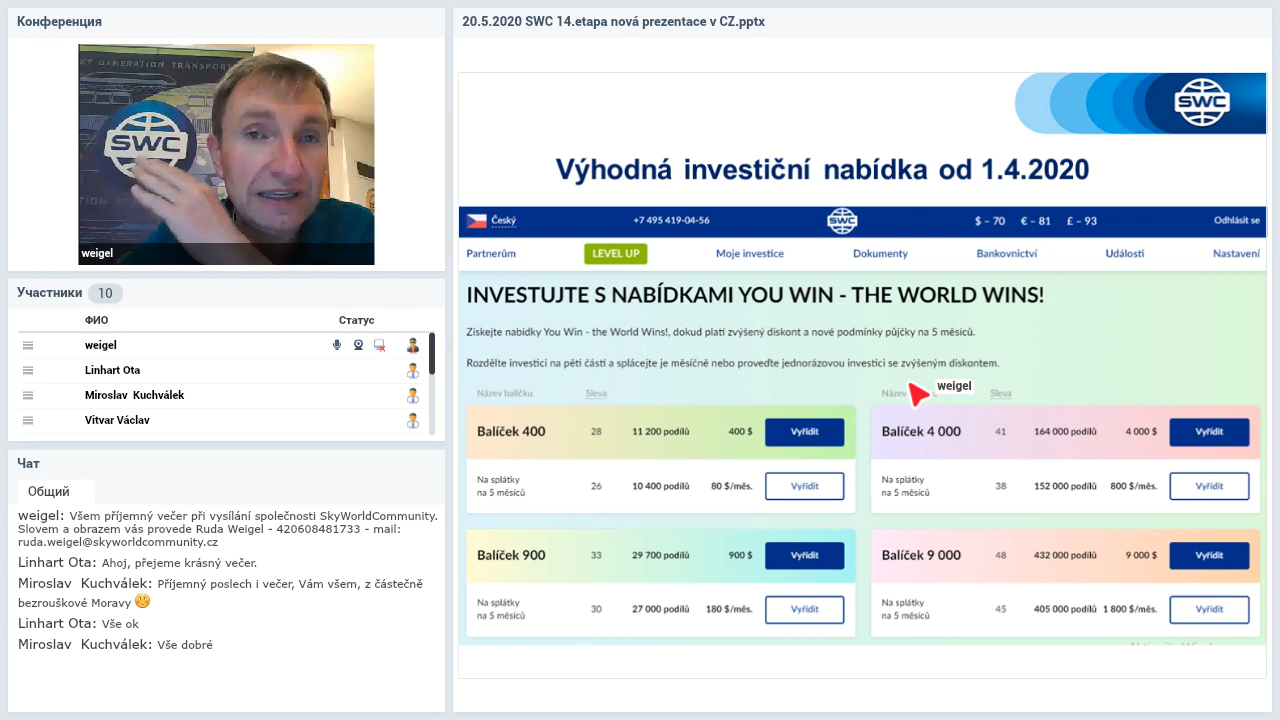 Конференция
NEXT GENERATION TRANSPORT
SWC
weigel
Участники 10
ФИО Статус
weigel
Linhart Ota
Miroslav Kuchválek
Vitvar Václav
Чат
Общий
weigel: Všem příjemný večer při vysílání společnosti SkyWorldCommunity.
Slovem a obrazem vás provede Ruda Weigel - 420608481733 - mail:
ruda.weigel@skyworldcommunity.cz
Linhart Ota: Ahoj, přejeme krásný večer.
Miroslav Kuchválek: Příjemný poslech i večer, Vám všem, z částečně
bezrouškové Moravy
Linhart Ota: Vše ok
Miroslav Kuchválek: Vše dobré
20.5.2020 SWC 14.etapa nová prezentace v CZ.pptx
SWC
Výhodná investiční nabídka od 1.4.2020
Český +7 495 419-04-56 SWC $ – 70 € – 81 £ – 93 Odhlásit se
Partnerům LEVEL UP Moje investice Dokumenty Bankovnictví Události Nastavení
INVESTUJTE S NABÍDKAMI YOU WIN - THE WORLD WINS!
Získejte nabídky You Win - the World Wins!, dokud platí zvýšený diskont a nové podmínky půjčky na 5 měsíců.
Rozdělte investici na pěti částí a splácejte je měsíčně nebo proveďte jednorázovou investici se zvýšeným diskontem.
weigel
Název balíčku Sleva Název Sleva
Balíček 400 28 11 200 podílů 400 $ Vyřídit
Na splátky
na 5 měsíců 26 10 400 podílů 80 $/měs. Vyřídit
Balíček 4 000 41 164 000 podílů 4 000 $ Vyřídit
Na splátky
na 5 měsíců 38 152 000 podílů 800 $/měs. Vyřídit
Balíček 900 33 29 700 podílů 900 $ Vyřídit
Na splátky
na 5 měsíců 30 27 000 podílů 180 $/měs. Vyřídit
Balíček 9 000 48 432 000 podílů 9 000 $ Vyřídit
Na splátky
na 5 měsíců 45 405 000 podílů 1 800 $/měs. Vyřídit